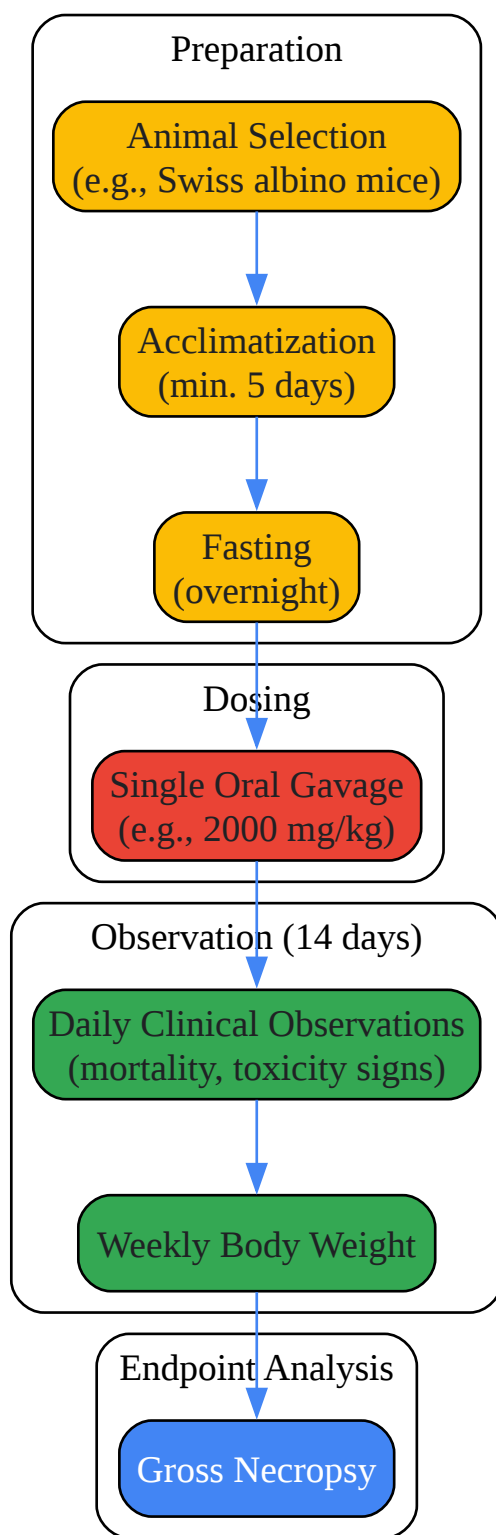 Preparation
Animal Selection
(e.g., Swiss albino mice)
Acclimatization
(min. 5 days)
Fasting
(overnight)
Dosing
Single Oral Gavage
(e.g., 2000 mg/kg)
Observation (14 days)
Daily Clinical Observations
(mortality, toxicity signs)
Weekly Body Weight
Endpoint Analysis
Gross Necropsy